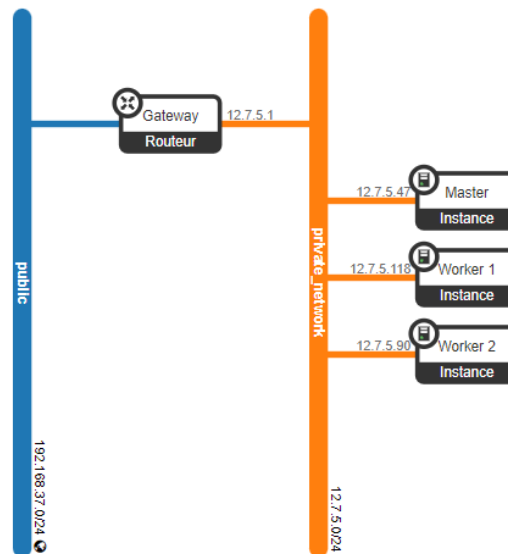 Gateway
Routeur
12.7.5.1
12.7.5.47
Master
Instance
12.7.5.118
Worker 1
Instance
12.7.5.90
Worker 2
Instance
public
192.168.37.0/24
private_network
12.7.5.0/24